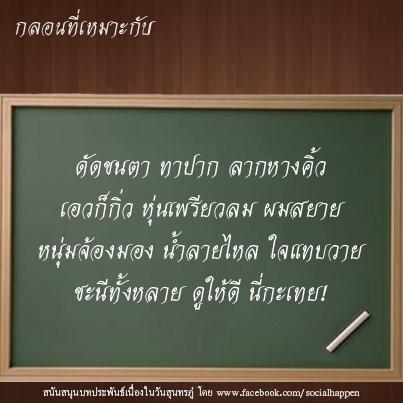 กลอนที่เหมาะกับ
ดัดขนตา ทาปาก ลากหางคิ้ว
เอวก็กิ่ว หุ่นเพรียวลม ผมสยาย
หนุ่มจ้องมอง น้ำลายไหล ใจแทบวาย
ชะนีทั้งหลาย ดูให้ดี นี่กะเทย!
สนับสนุนบทประพันธ์เนื่องในวันสุนทรภู่ โดย www.facebook.com/socialhappen